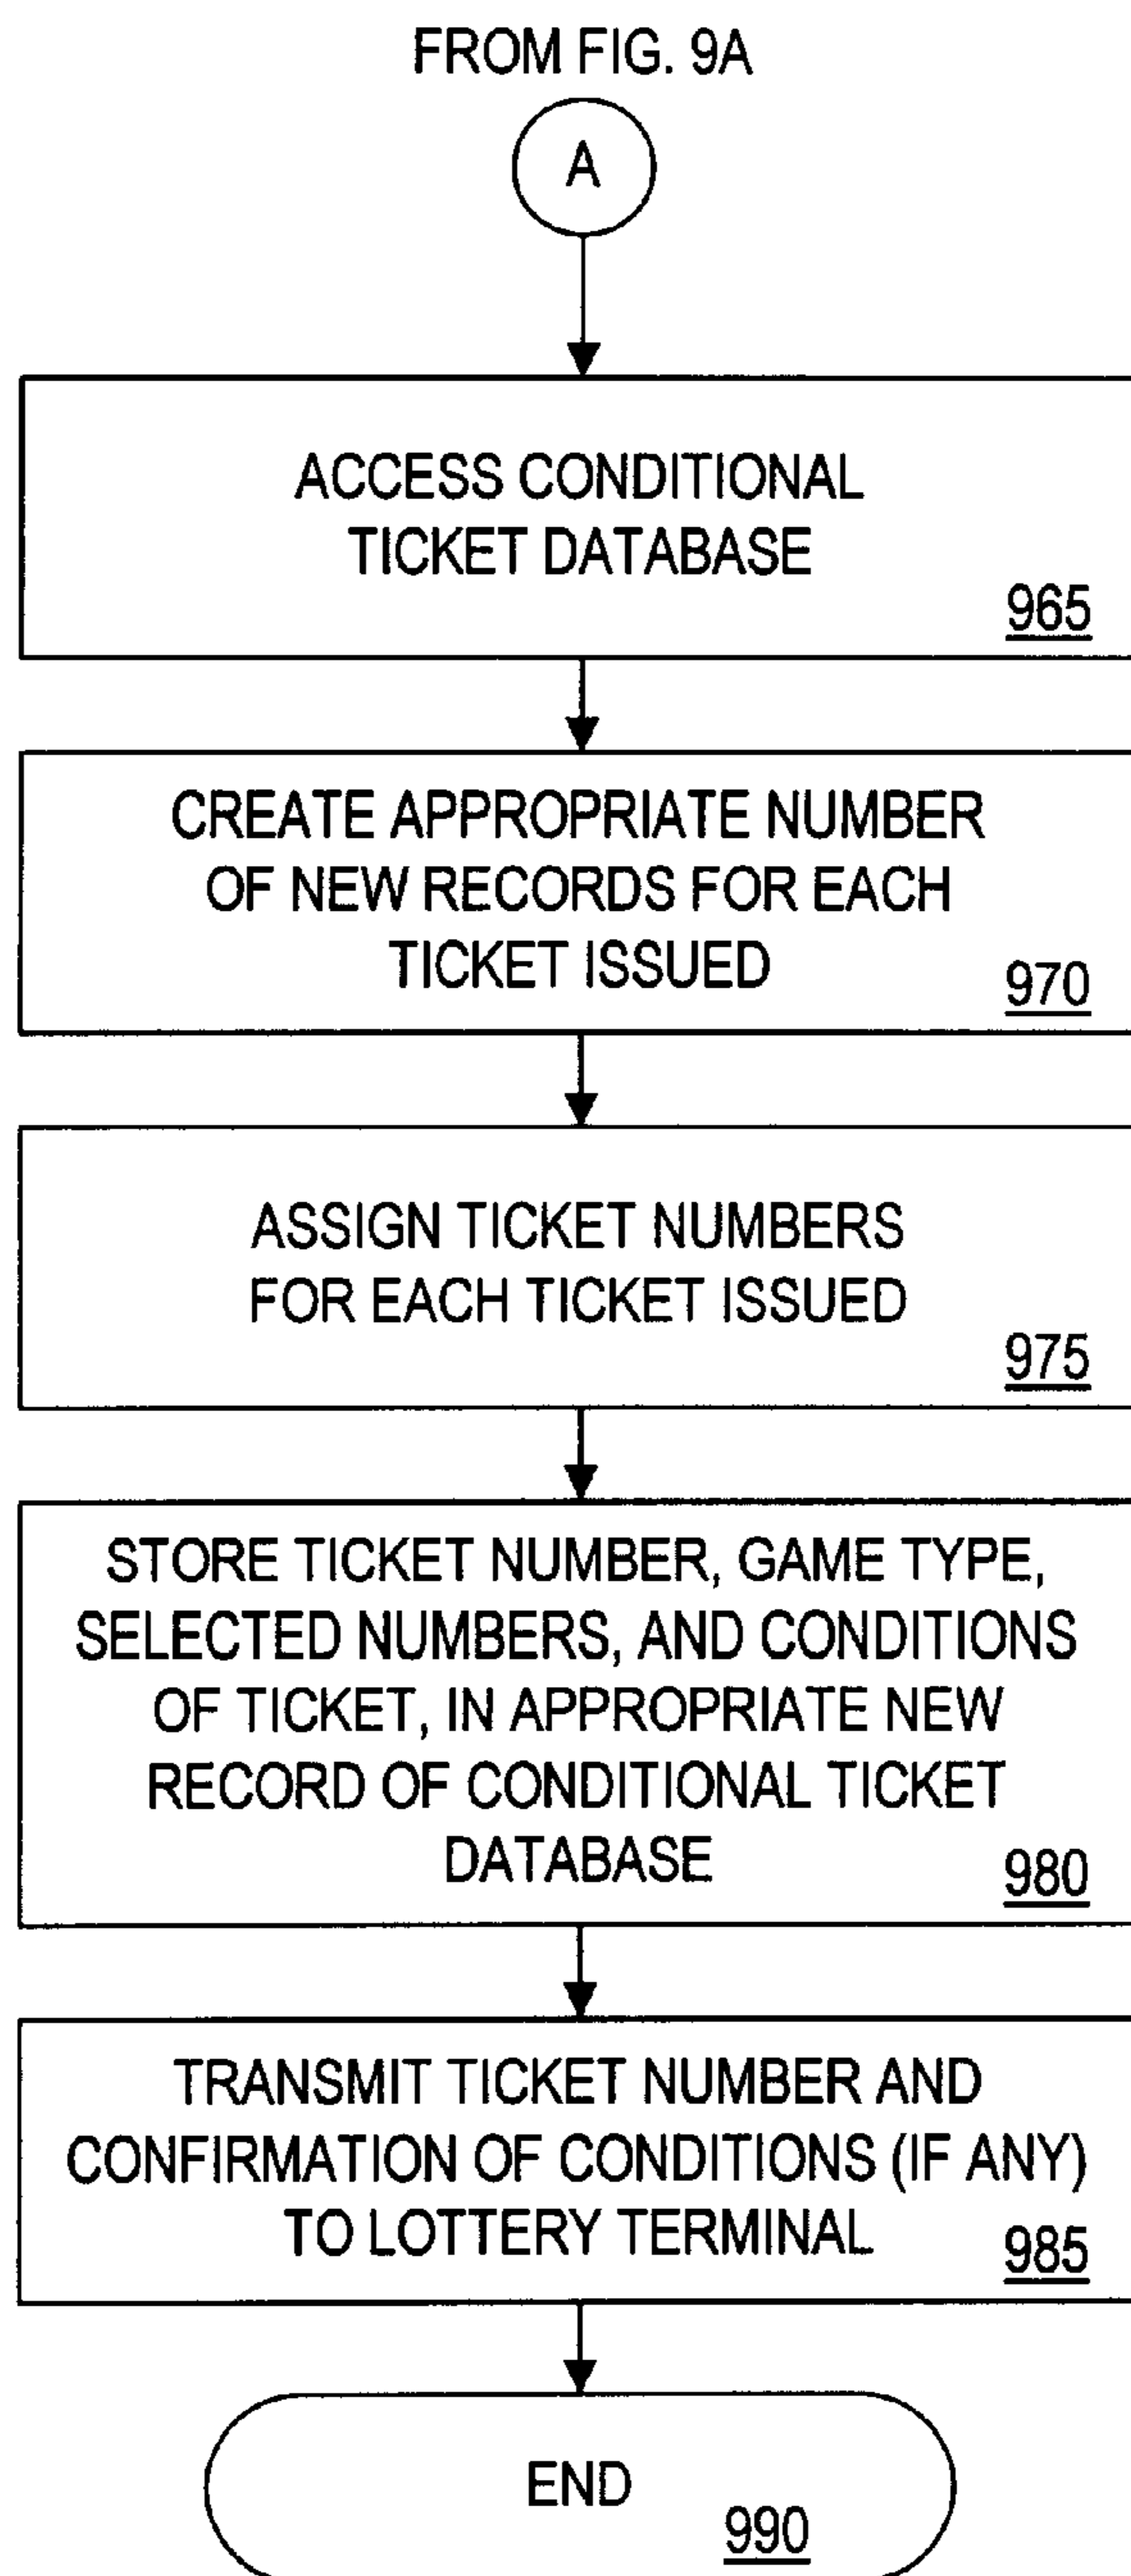 FROM FIG. 9A
A
ACCESS CONDITIONAL
TICKET DATABASE
965
CREATE APPROPRIATE NUMBER
OF NEW RECORDS FOR EACH
TICKET ISSUED
970
ASSIGN TICKET NUMBERS
FOR EACH TICKET ISSUED
975
STORE TICKET NUMBER, GAME TYPE,
SELECTED NUMBERS, AND CONDITIONS
OF TICKET, IN APPROPRIATE NEW
RECORD OF CONDITIONAL TICKET
DATABASE
980
TRANSMIT TICKET NUMBER AND
CONFIRMATION OF CONDITIONS (IF ANY)
TO LOTTERY TERMINAL
985
END
990